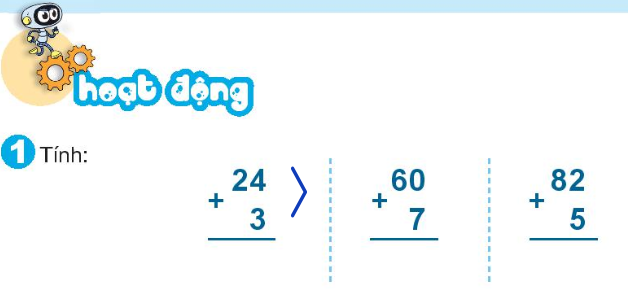 hoạt động
1 Tính:
24 60 82
+ + +
3 7 5